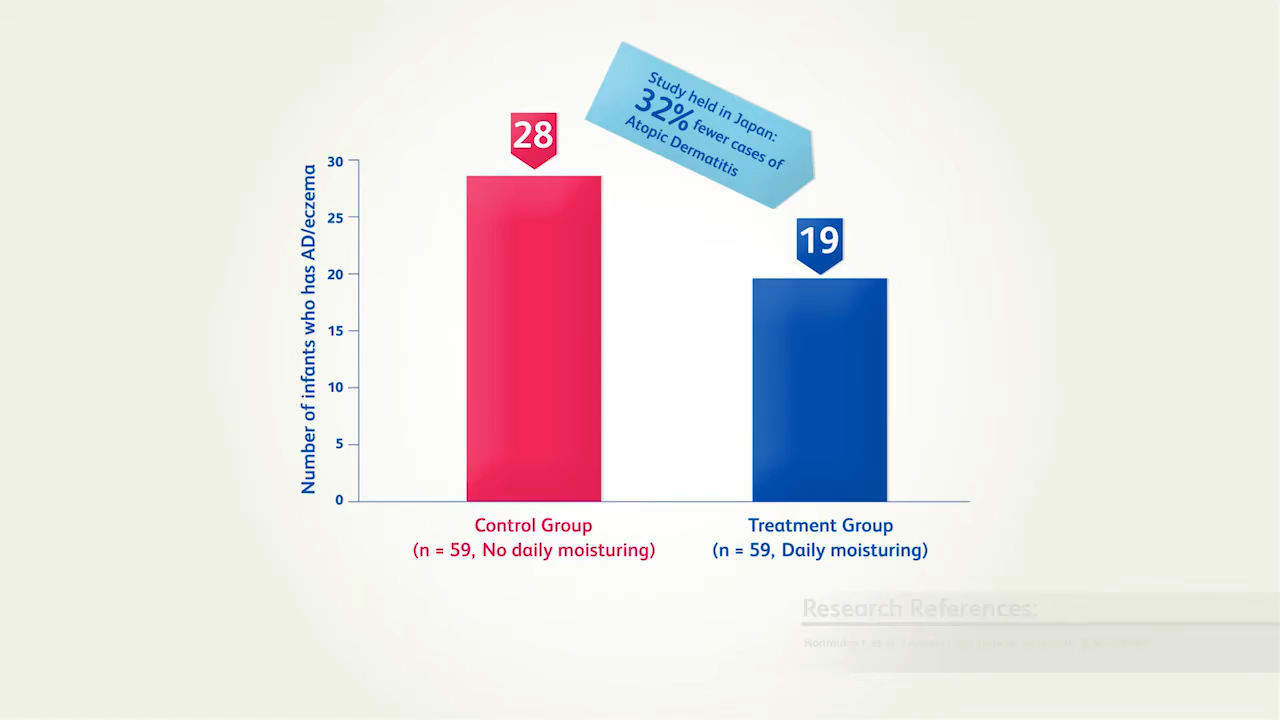 Study held in Japan:
32% fewer cases of
Atopic Dermatitis
28
19
Number of infants who has AD/eczema
30
25
20
15
10
5
0
Control Group
(n = 59, No daily moisturing)
Treatment Group
(n = 59, Daily moisturing)
Research References: